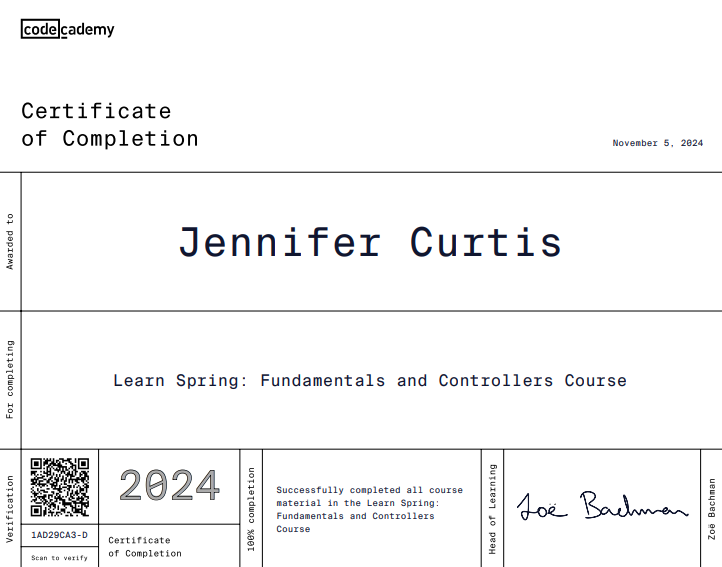 codecademy
Certificate
of Completion
November 5, 2024
Awarded to
Jennifer Curtis
For completing
Learn Spring: Fundamentals and Controllers Course
Verification
1AD29CA3-D
Scan to verify
2024
Certificate
of Completion
100% completion
Successfully completed all course
material in the Learn Spring:
Fundamentals and Controllers
Course
Head of Learning
Zoë Bachman
Zoë Bachman